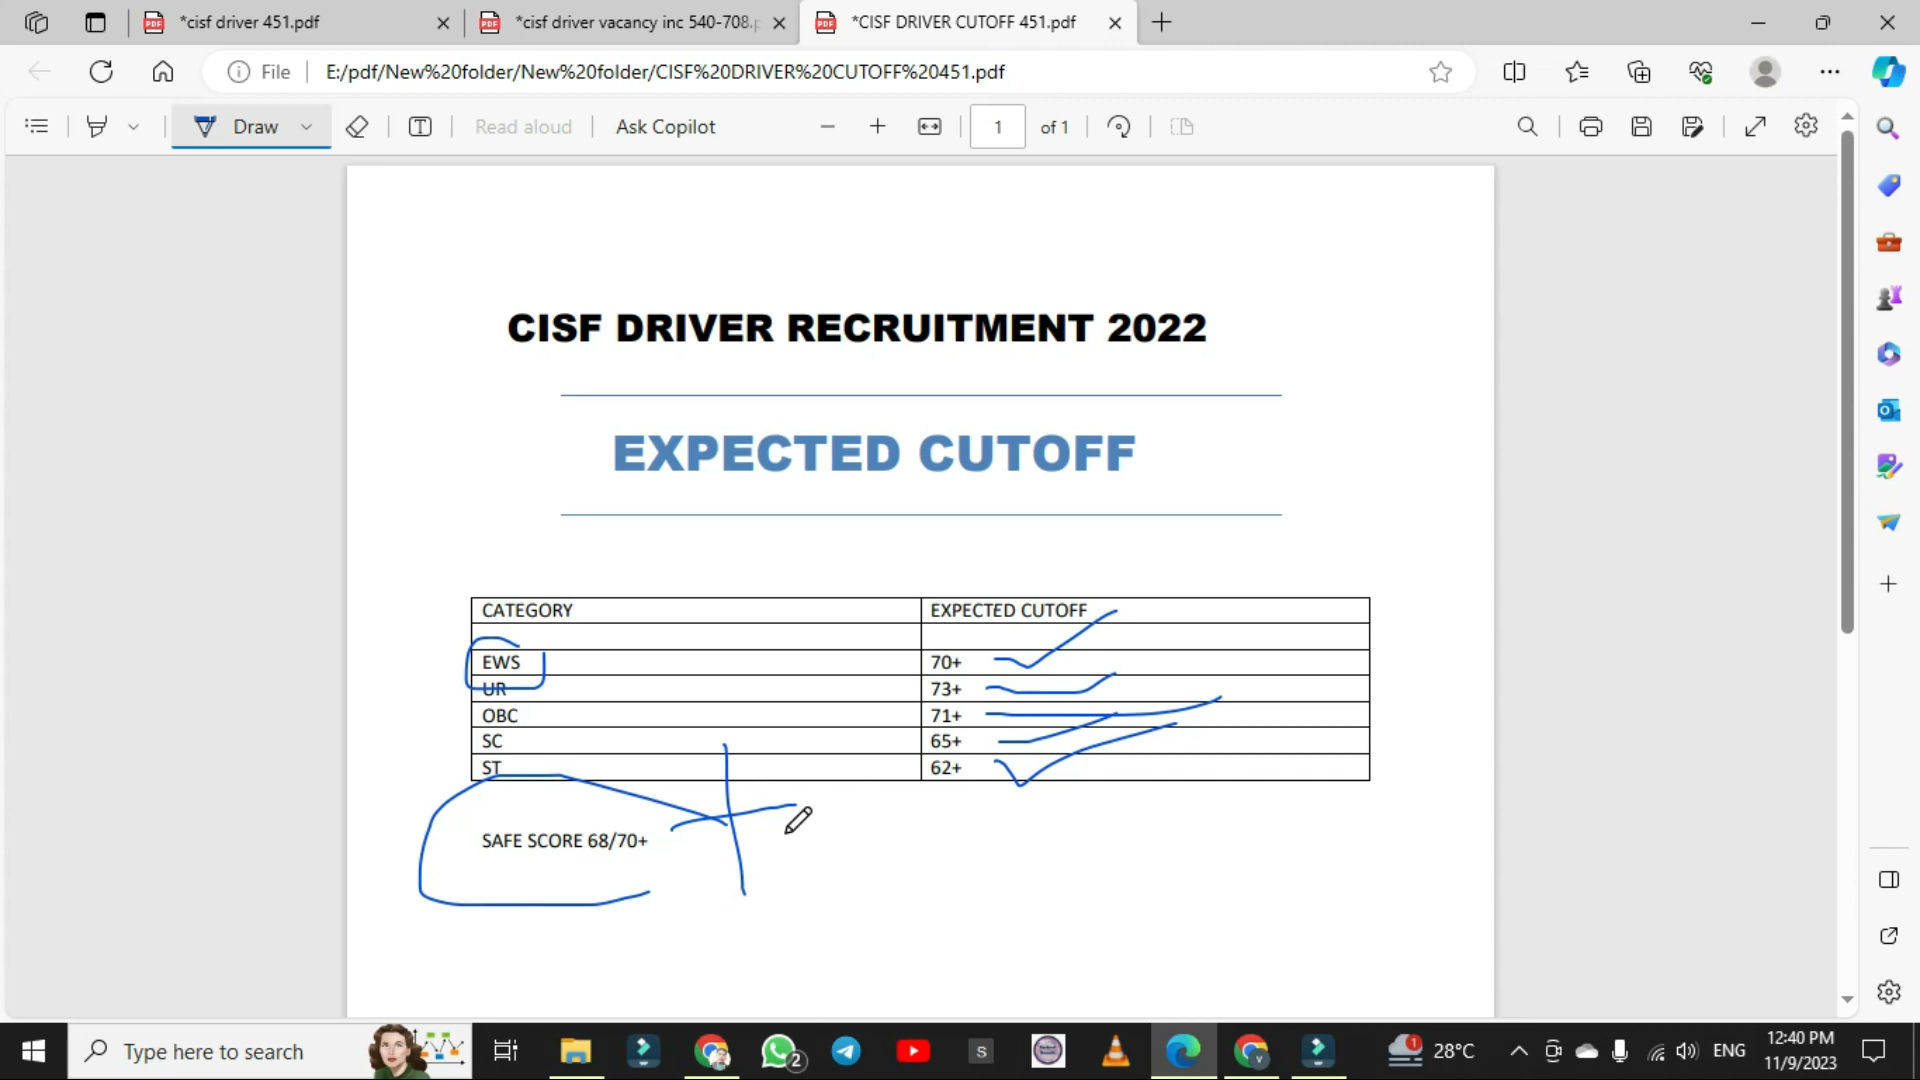 *cisf driver 451.pdf
*cisf driver vacancy inc 540-708.p
*CISF DRIVER CUTOFF 451.pdf
File
E:/pdf/New%20folder/New%20folder/CISF%20DRIVER%20CUTOFF%20451.pdf
Draw
Read aloud
Ask Copilot
1
of 1
CISF DRIVER RECRUITMENT 2022
EXPECTED CUTOFF
CATEGORY EXPECTED CUTOFF
EWS 70+
UR 73+
OBC 71+
SC 65+
ST 62+
SAFE SCORE 68/70+
Type here to search
2
S
V
1
28°C
ENG
12:40 PM
11/9/2023